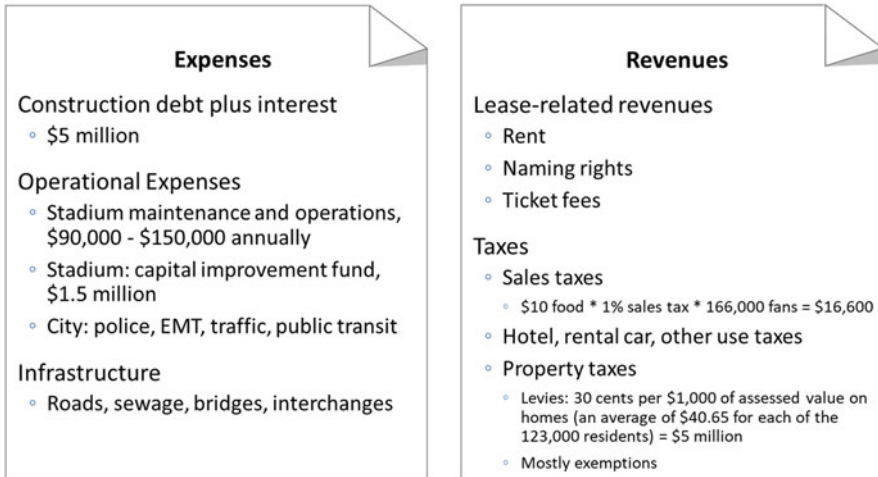 Expenses
Construction debt plus interest
◦ $5 million
Operational Expenses
◦ Stadium maintenance and operations,
$90,000 - $150,000 annually
◦ Stadium: capital improvement fund,
$1.5 million
◦ City: police, EMT, traffic, public transit
Infrastructure
◦ Roads, sewage, bridges, interchanges
Revenues
Lease-related revenues
◦ Rent
◦ Naming rights
◦ Ticket fees
Taxes
◦ Sales taxes
◦ $10 food * 1% sales tax * 166,000 fans = $16,600
◦ Hotel, rental car, other use taxes
◦ Property taxes
◦ Levies: 30 cents per $1,000 of assessed value on
homes (an average of $40.65 for each of the
123,000 residents) = $5 million
◦ Mostly exemptions